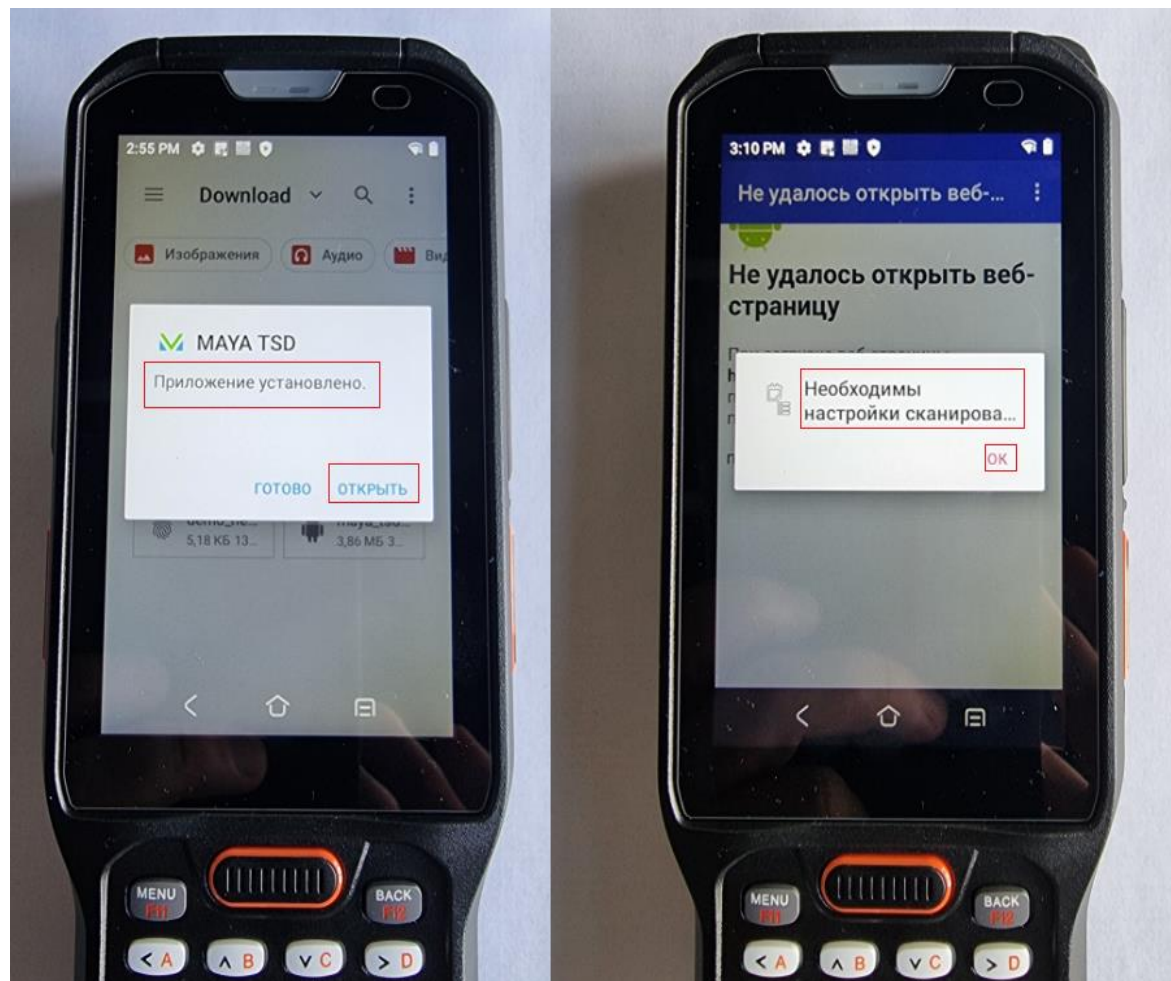 2:55 PM
Download
Изображения
Аудио
MAYA TSD
Приложение установлено.
ГОТОВО
ОТКРЫТЬ
5,18 КБ 13...
3,86 МБ 3...
MENU
F11
BACK
F12
< A
^ B
v C
> D
3:10 PM
Не удалось открыть веб-...
Не удалось открыть веб-
страницу
Необходимы
настройки сканирова...
OK
MENU
F11
BACK
F12
< A
^ B
v C
> D